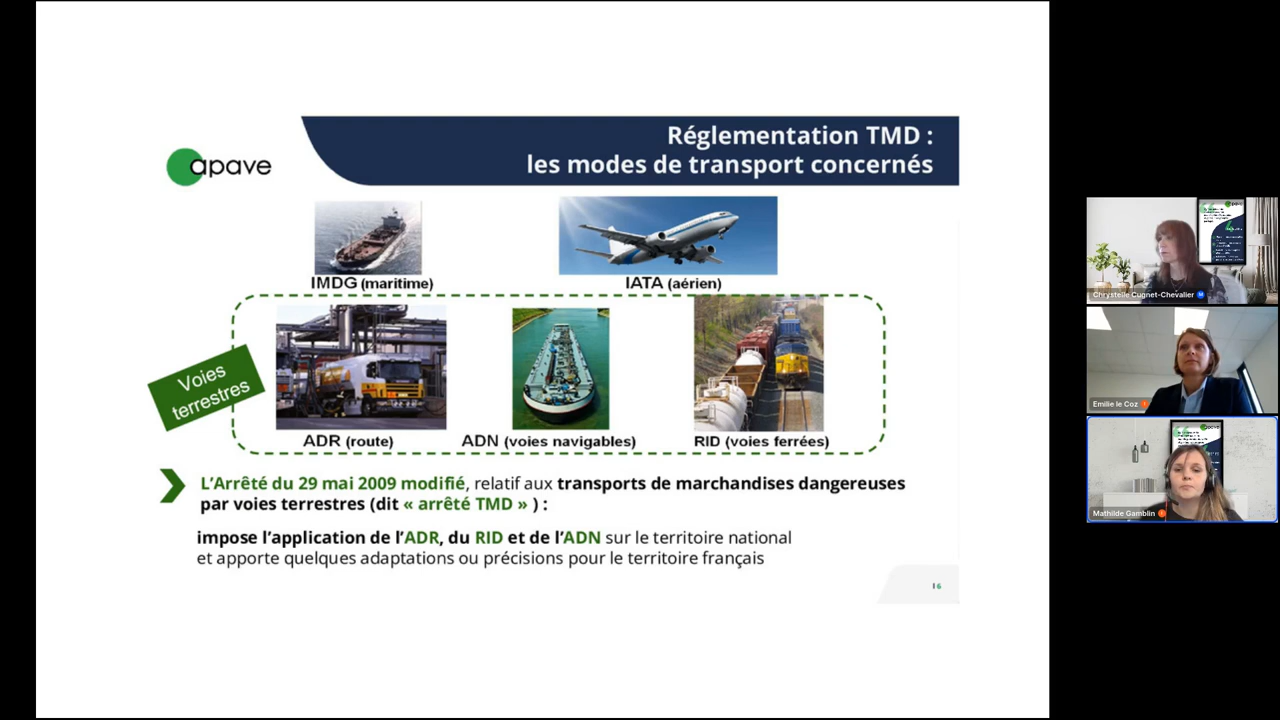 apave
Réglementation TMD :
les modes de transport concernés
IMDG (maritime)
IATA (aérien)
Voies
terrestres
ADR (route)
ADN (voies navigables)
RID (voies ferrées)
L'Arrêté du 29 mai 2009 modifié, relatif aux transports de marchandises dangereuses
par voies terrestres (dit « arrêté TMD » ) :
impose l'application de l'ADR, du RID et de l'ADN sur le territoire national
et apporte quelques adaptations ou précisions pour le territoire français
16
Chrystelle Cugnet-Chevalier
Emilie le Coz
apave
Mathilde Gamblin